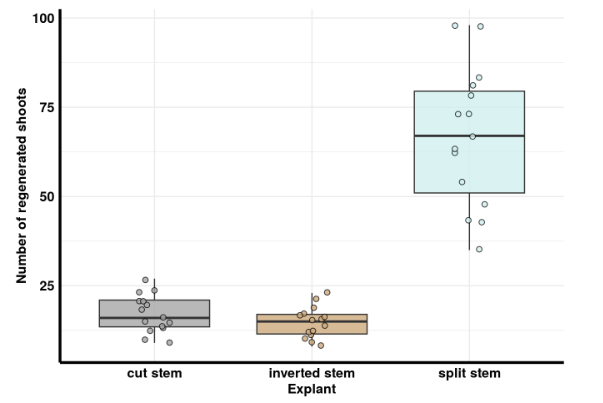 Number of regenerated shoots
100
75
50
25
cut stem
inverted stem
split stem
Explant